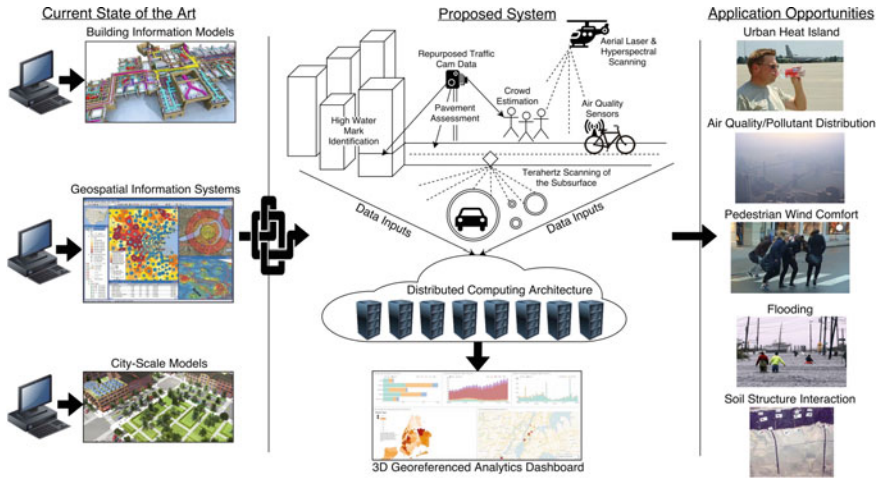 Current State of the Art
Building Information Models
Geospatial Information Systems
City-Scale Models
Proposed System
Repurposed Traffic
Cam Data
Aerial Laser &
Hyperspectral
Scanning
Crowd
Estimation
Air Quality
Sensors
Pavement
Assessment
High Water
Mark
Identification
Terahertz Scanning of
the Subsurface
Data Inputs
Data Inputs
Distributed Computing Architecture
3D Georeferenced Analytics Dashboard
Application Opportunities
Urban Heat Island
Air Quality/Pollutant Distribution
Pedestrian Wind Comfort
Flooding
Soil Structure Interaction